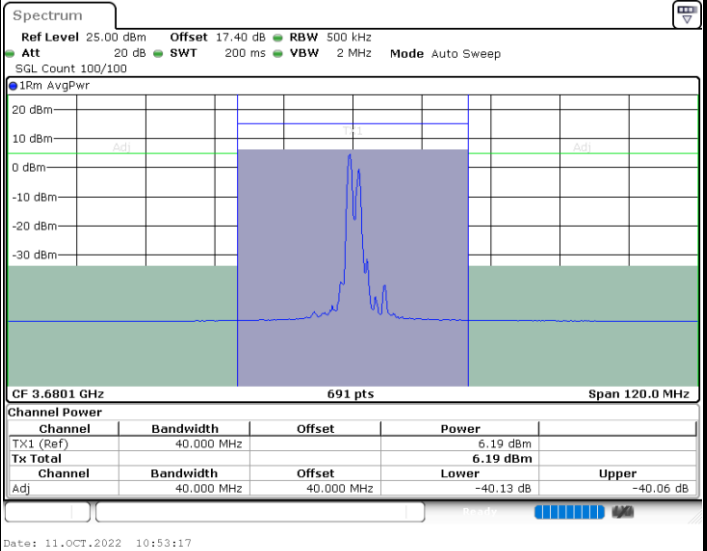 Spectrum
Ref Level 25.00 dBm Offset 17.40 dB RBW 500 kHz
Att 20 dB SWT 200 ms VBW 2 MHz Mode Auto Sweep
SGL Count 100/100
1Rm AvgPwr
20 dBm
TX1
10 dBm
Adj Adj
0 dBm
-10 dBm
-20 dBm
-30 dBm
CF 3.6801 GHz 691 pts Span 120.0 MHz
Channel Power
Channel Bandwidth Offset Power
TX1 (Ref) 40.000 MHz 6.19 dBm
Tx Total 6.19 dBm
Channel Bandwidth Offset Lower Upper
Adj 40.000 MHz 40.000 MHz -40.13 dB -40.06 dB
Ready
Date: 11.OCT.2022 10:53:17